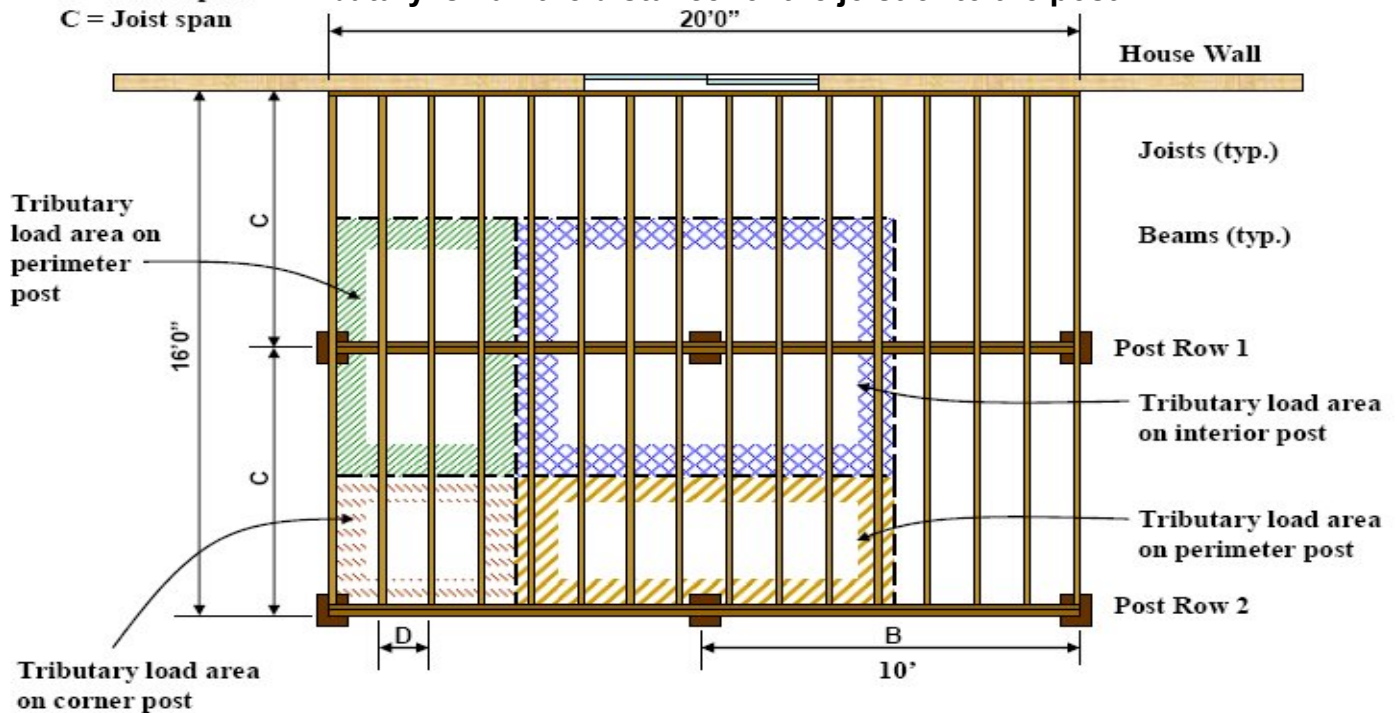 C = Joist span
20'0"
House Wall
Joists (typ.)
Tributary
load area on
perimeter
post
C
Beams (typ.)
16'0"
Post Row 1
Tributary load area
on interior post
C
Tributary load area
on perimeter post
Post Row 2
D
B
10'
Tributary load area
on corner post